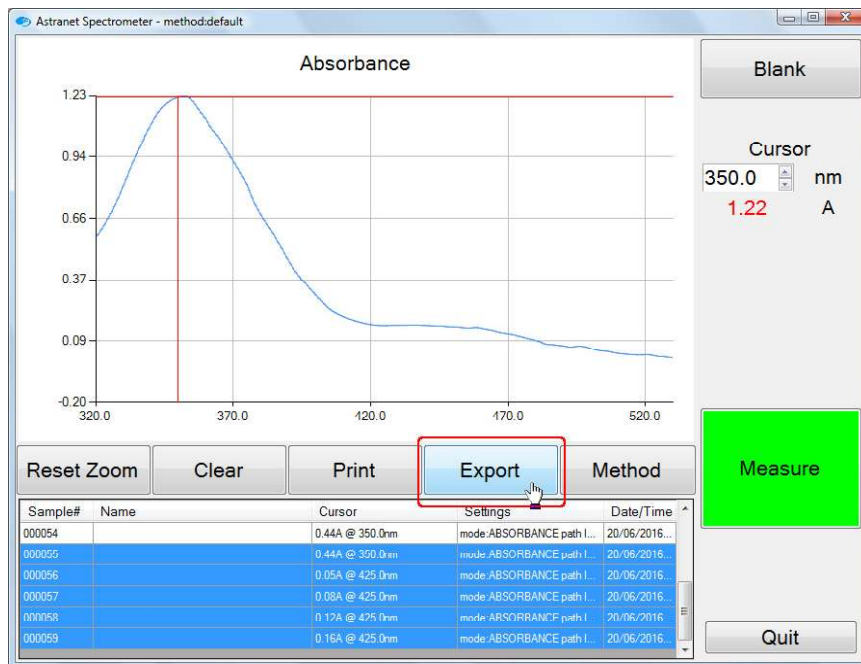 Astranet Spectrometer - method:default
Absorbance
1.23
0.94
0.66
0.37
0.09
-0.20
320.0 370.0 420.0 470.0 520.0
Blank
Cursor
350.0 nm
1.22 A
Measure
Reset Zoom Clear Print Export Method
Sample# Name Cursor Settings Date/Time
000054 0.44A @ 350.0nm mode:ABSORBANCE path l... 20/06/2016...
000055 0.44A @ 350.0nm mode:ABSORBANCE path l... 20/06/2016...
000056 0.05A @ 425.0nm mode:ABSORBANCE path l... 20/06/2016...
000057 0.08A @ 425.0nm mode:ABSORBANCE path l... 20/06/2016...
000058 0.12A @ 425.0nm mode:ABSORBANCE path l... 20/06/2016...
000059 0.16A @ 425.0nm mode:ABSORBANCE path l... 20/06/2016...
Quit